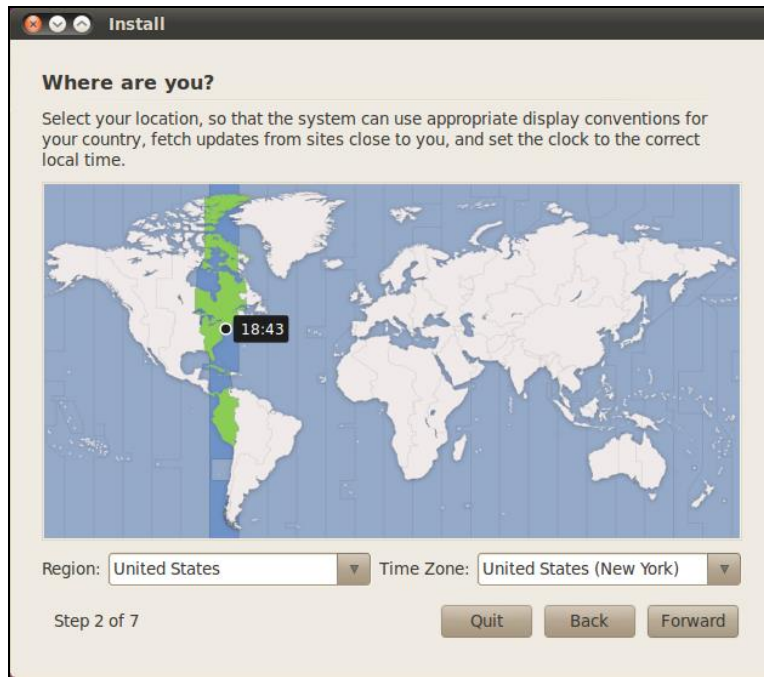 Install
Where are you?
Select your location, so that the system can use appropriate display conventions for
your country, fetch updates from sites close to you, and set the clock to the correct
local time.
18:43
Region: United States Time Zone: United States (New York)
Step 2 of 7 Quit Back Forward